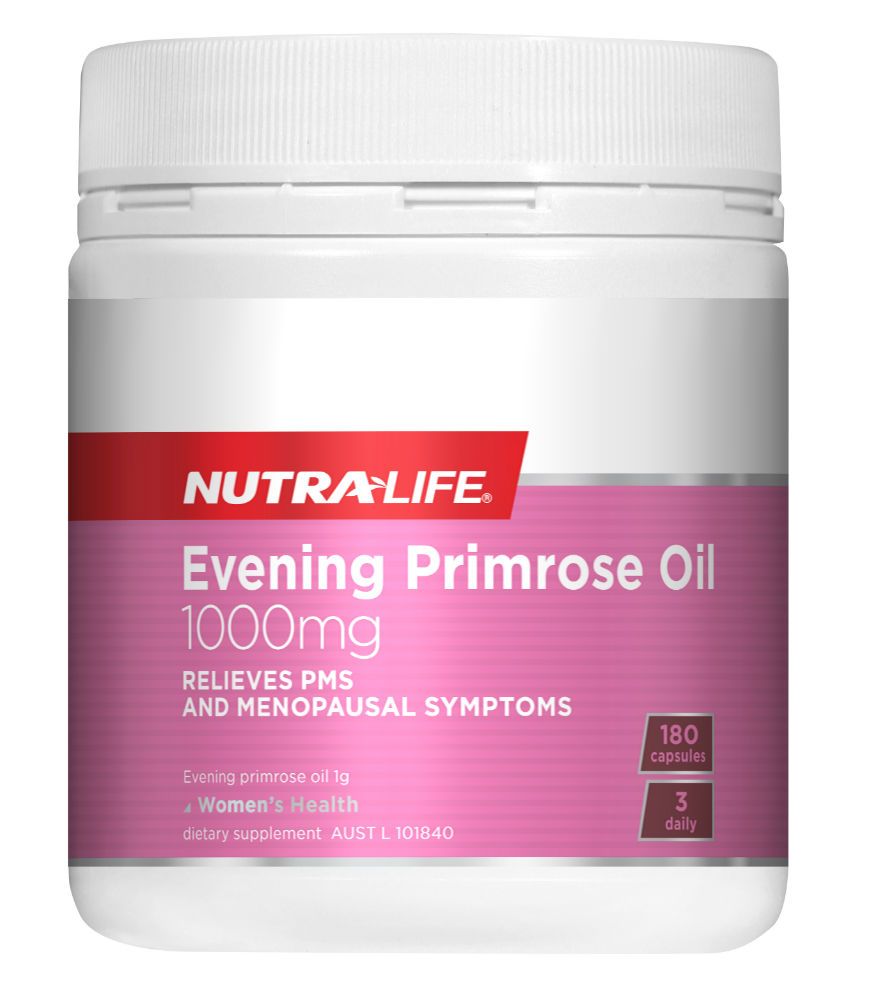 NUTRALIFE®
Evening Primrose Oil
1000mg
RELIEVES PMS
AND MENOPAUSAL SYMPTOMS
180
capsules
3
daily
Evening primrose oil 1g
Women's Health
dietary supplement AUST L 101840